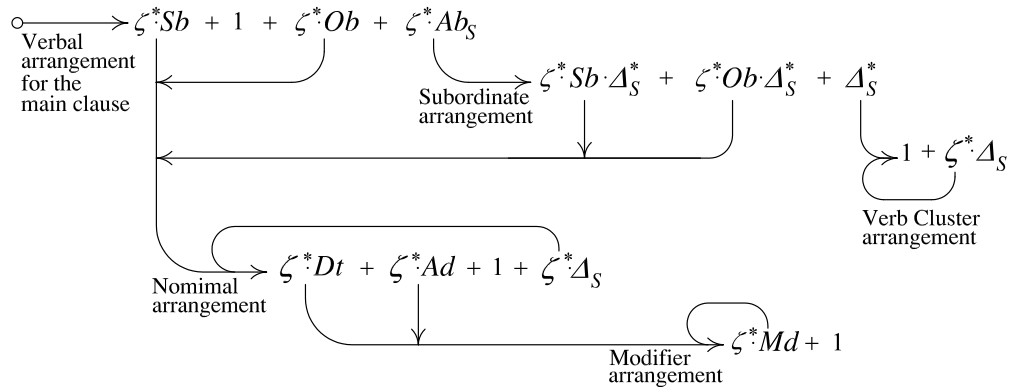 ζ*·Sb + 1 + ζ*·Ob + ζ*·Ab_S
Verbal
arrangement
for the
main clause
ζ*·Sb·Δ*_S + ζ*·Ob·Δ*_S + Δ*_S
Subordinate
arrangement
1 + ζ*·Δ_S
Verb Cluster
arrangement
ζ*·Dt + ζ*·Ad + 1 + ζ*·Δ_S
Nomimal
arrangement
ζ*·Md + 1
Modifier
arrangement